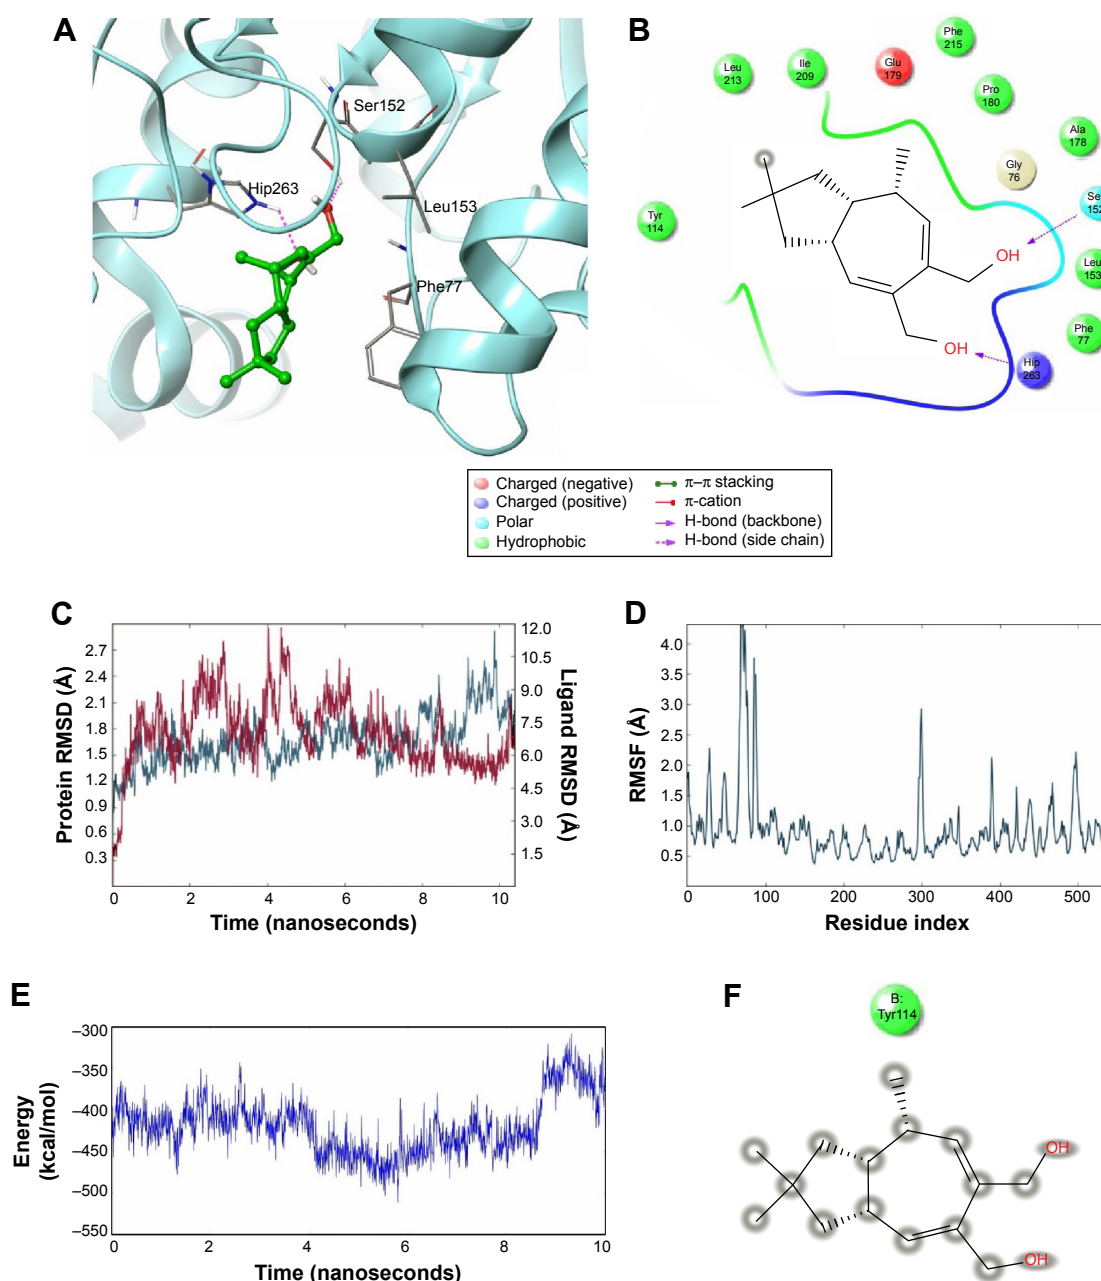 A
Ser152
Hip263
Leu153
Phe77
B
Phe
215
Leu
213
Ile
209
Glu
179
Pro
180
Ala
178
Gly
76
Se
152
Tyr
114
OH
Leu
153
Phe
77
OH
Hip
263
Charged (negative)
Charged (positive)
Polar
Hydrophobic
π–π stacking
π-cation
H-bond (backbone)
H-bond (side chain)
C
Protein RMSD (Å)
2.7
2.4
2.1
1.8
1.5
1.2
0.9
0.6
0.3
12.0
10.5
9.0
7.5
6.0
4.5
3.0
1.5
Ligand RMSD (Å)
0 2 4 6 8 10
Time (nanoseconds)
D
RMSF (Å)
4.0
3.0
2.0
1.0
0.5
0 100 200 300 400 500
Residue index
E
Energy
(kcal/mol)
–300
–350
–400
–450
–500
–550
0 2 4 6 8 10
Time (nanoseconds)
F
B:
Tyr114
OH
OH